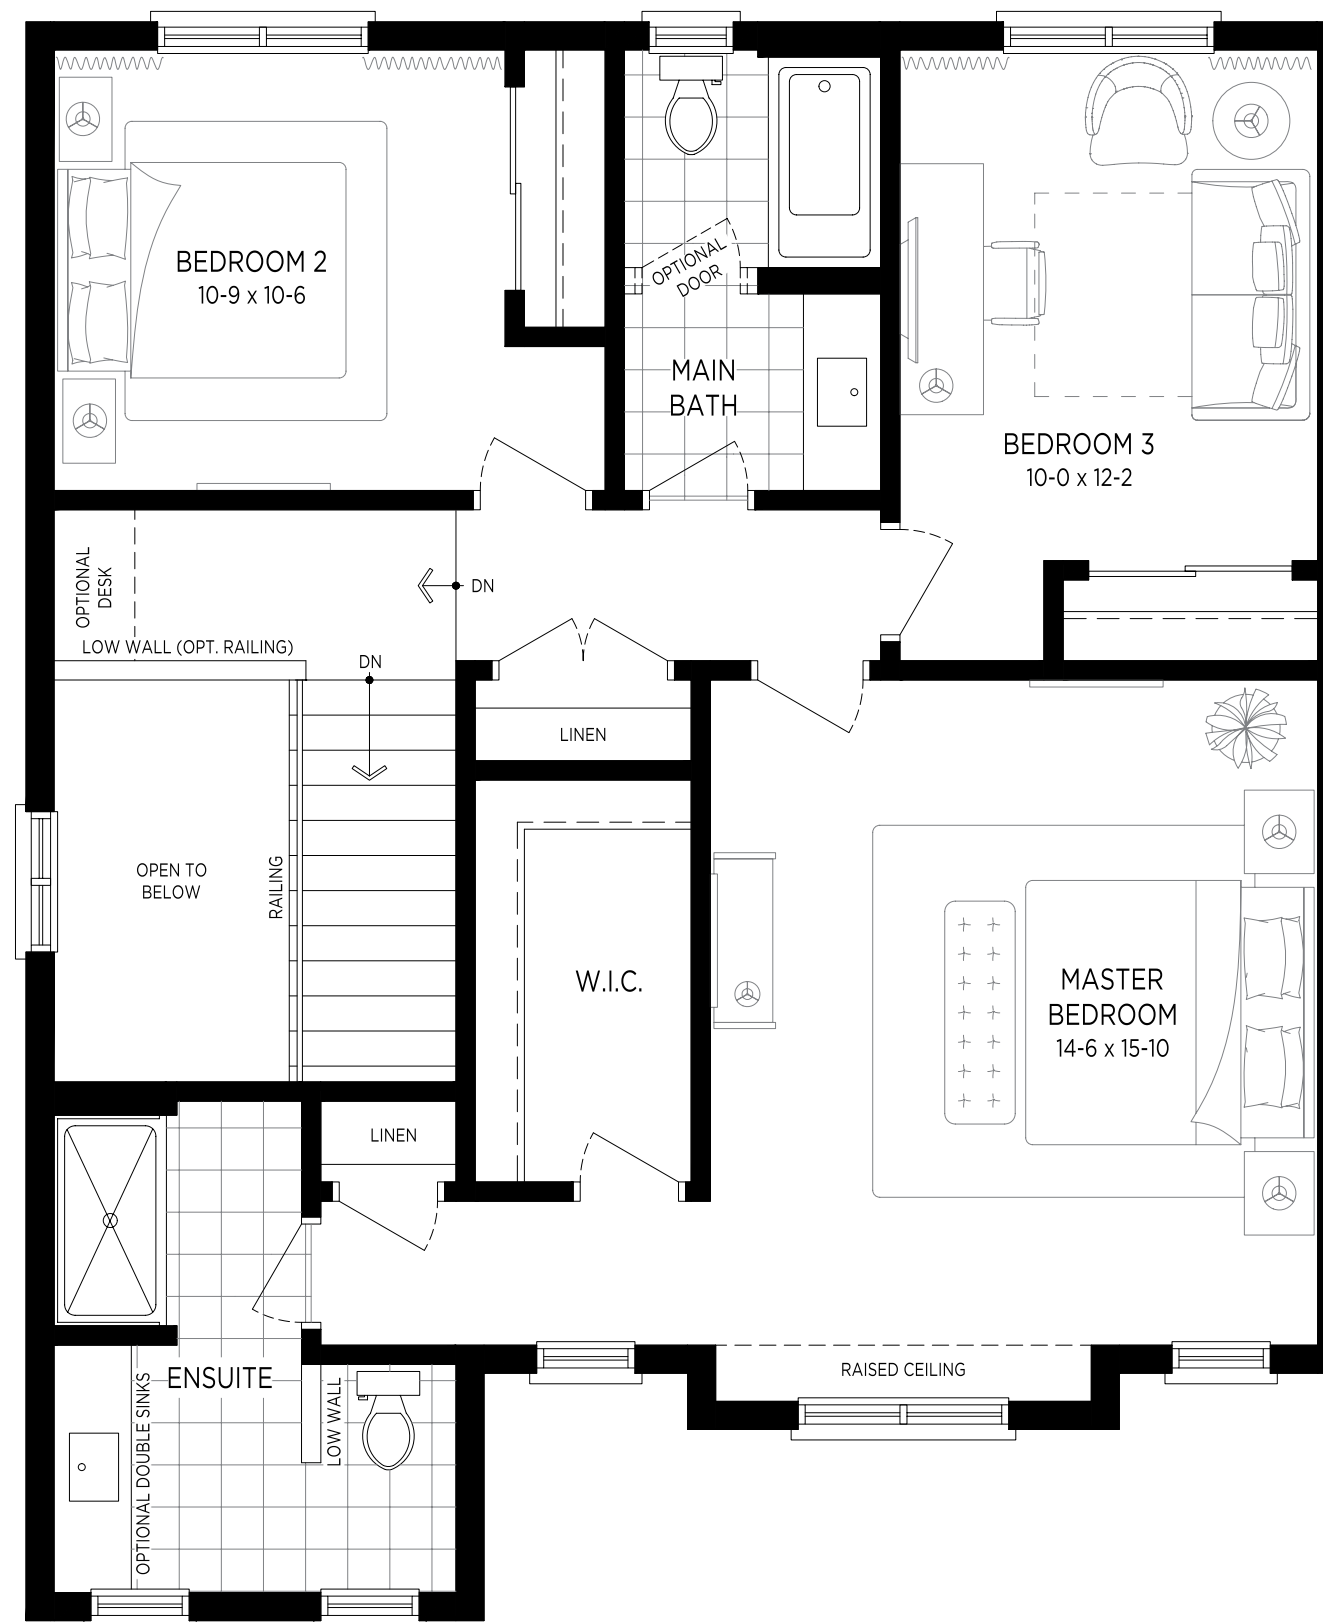 BEDROOM 2
10-9 x 10-6
OPTIONAL
DOOR
MAIN
BATH
BEDROOM 3
10-0 x 12-2
OPTIONAL
DESK
DN
LOW WALL (OPT. RAILING)
DN
LINEN
OPEN TO
BELOW
RAILING
W.I.C.
MASTER
BEDROOM
14-6 x 15-10
LINEN
ENSUITE
RAISED CEILING
OPTIONAL DOUBLE SINKS
LOW WALL